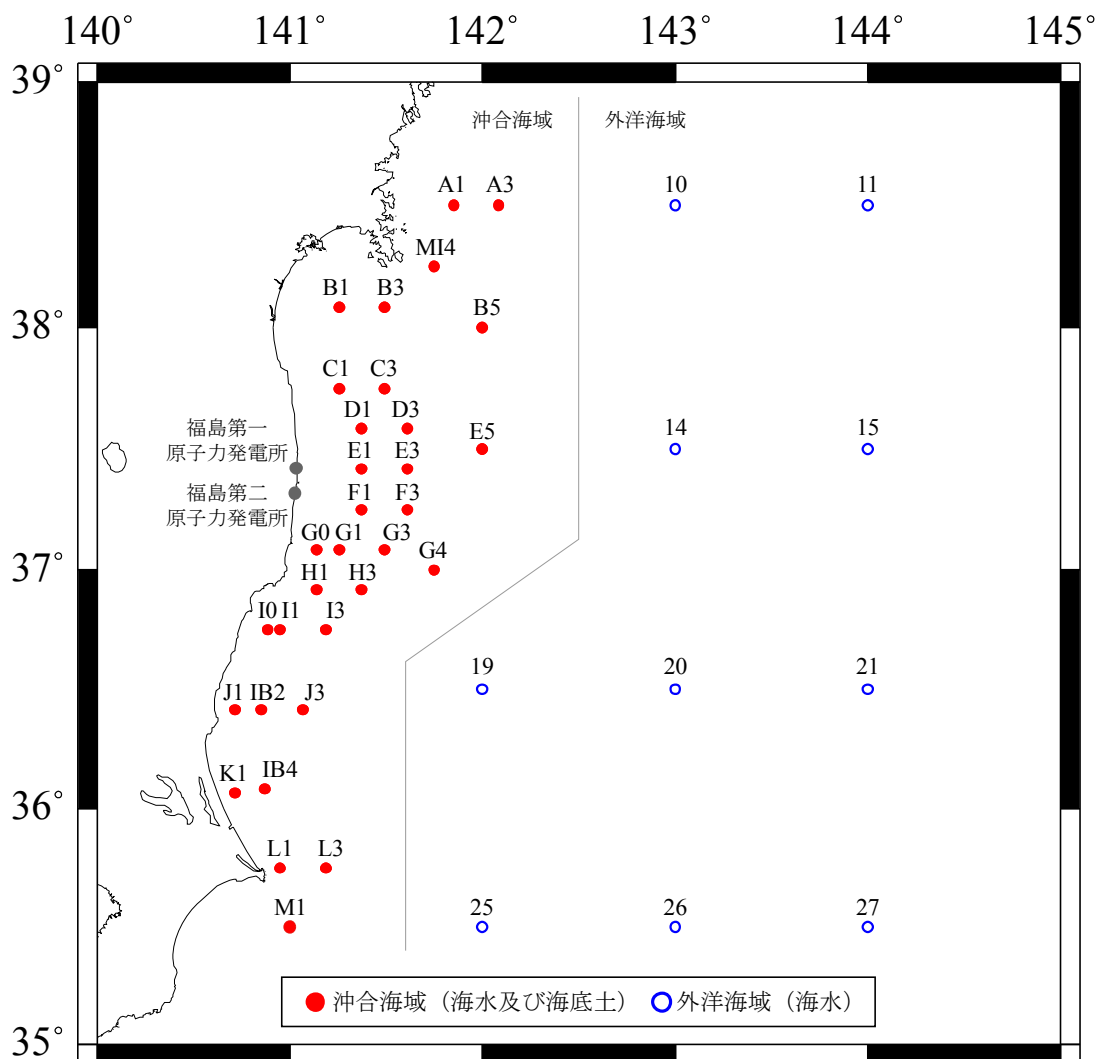 140° 141° 142° 143° 144° 145°
39°
沖合海域 外洋海域
A1 A3 10 11
MI4
B1 B3 B5
38°
C1 C3
D1 D3 E5 14 15
福島第一
原子力発電所
E1 E3
福島第二
原子力発電所
F1 F3
G0 G1 G3 G4
37°
H1 H3
I0 I1 I3
19 20 21
J1 IB2 J3
K1 IB4
36°
L1 L3
M1 25 26 27
沖合海域（海水及び海底土） 外洋海域（海水）
35°